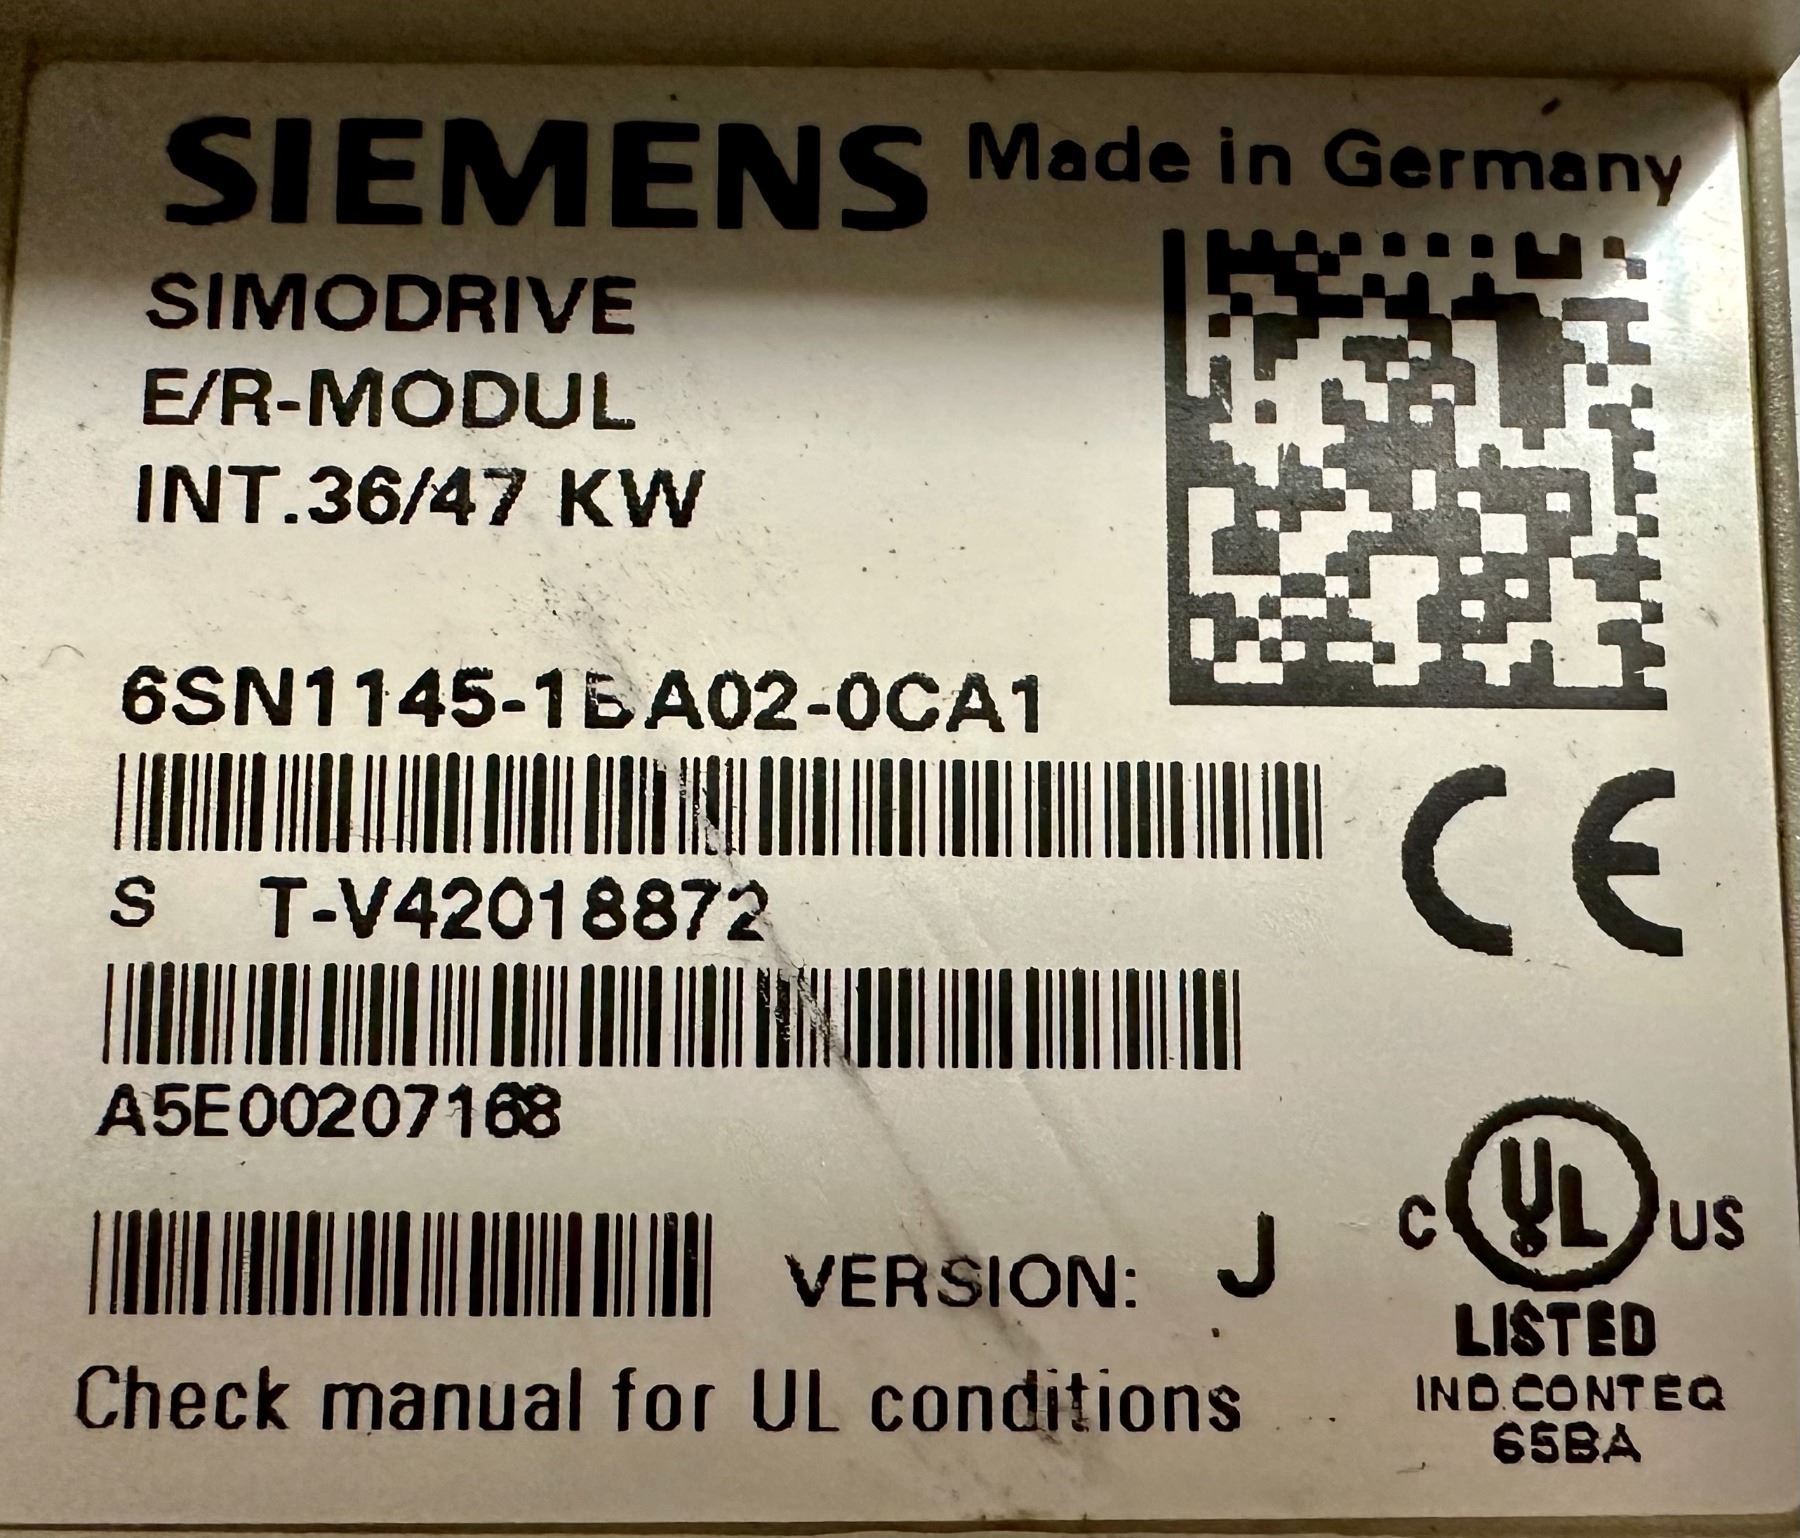 SIEMENS Made in Germany
SIMODRIVE
E/R-MODUL
INT.36/47 KW
6SN1145-1BA02-0CA1
S T-V42018872
A5E00207168
VERSION: J
C UL US
LISTED
IND.CONT.EQ
65BA
CE
Check manual for UL conditions